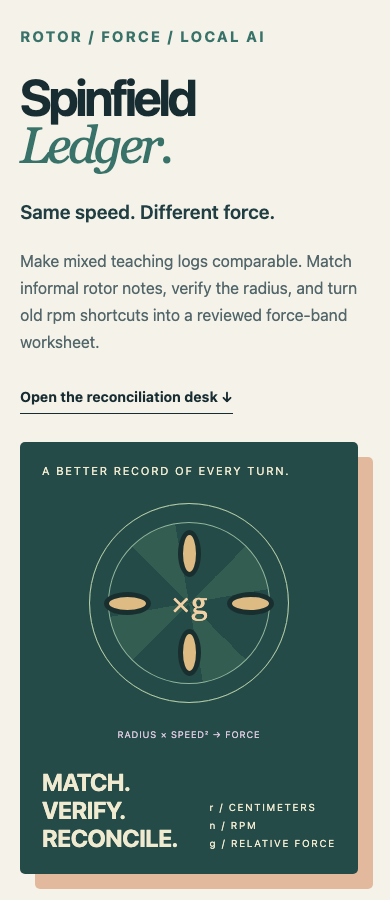 ROTOR / FORCE / LOCAL AI
Spinfield
Ledger.
Same speed. Different force.
Make mixed teaching logs comparable. Match
informal rotor notes, verify the radius, and turn
old rpm shortcuts into a reviewed force-band
worksheet.
Open the reconciliation desk ↓
A BETTER RECORD OF EVERY TURN.
×g
RADIUS × SPEED² → FORCE
MATCH.
VERIFY.
RECONCILE.
r / CENTIMETERS
n / RPM
g / RELATIVE FORCE